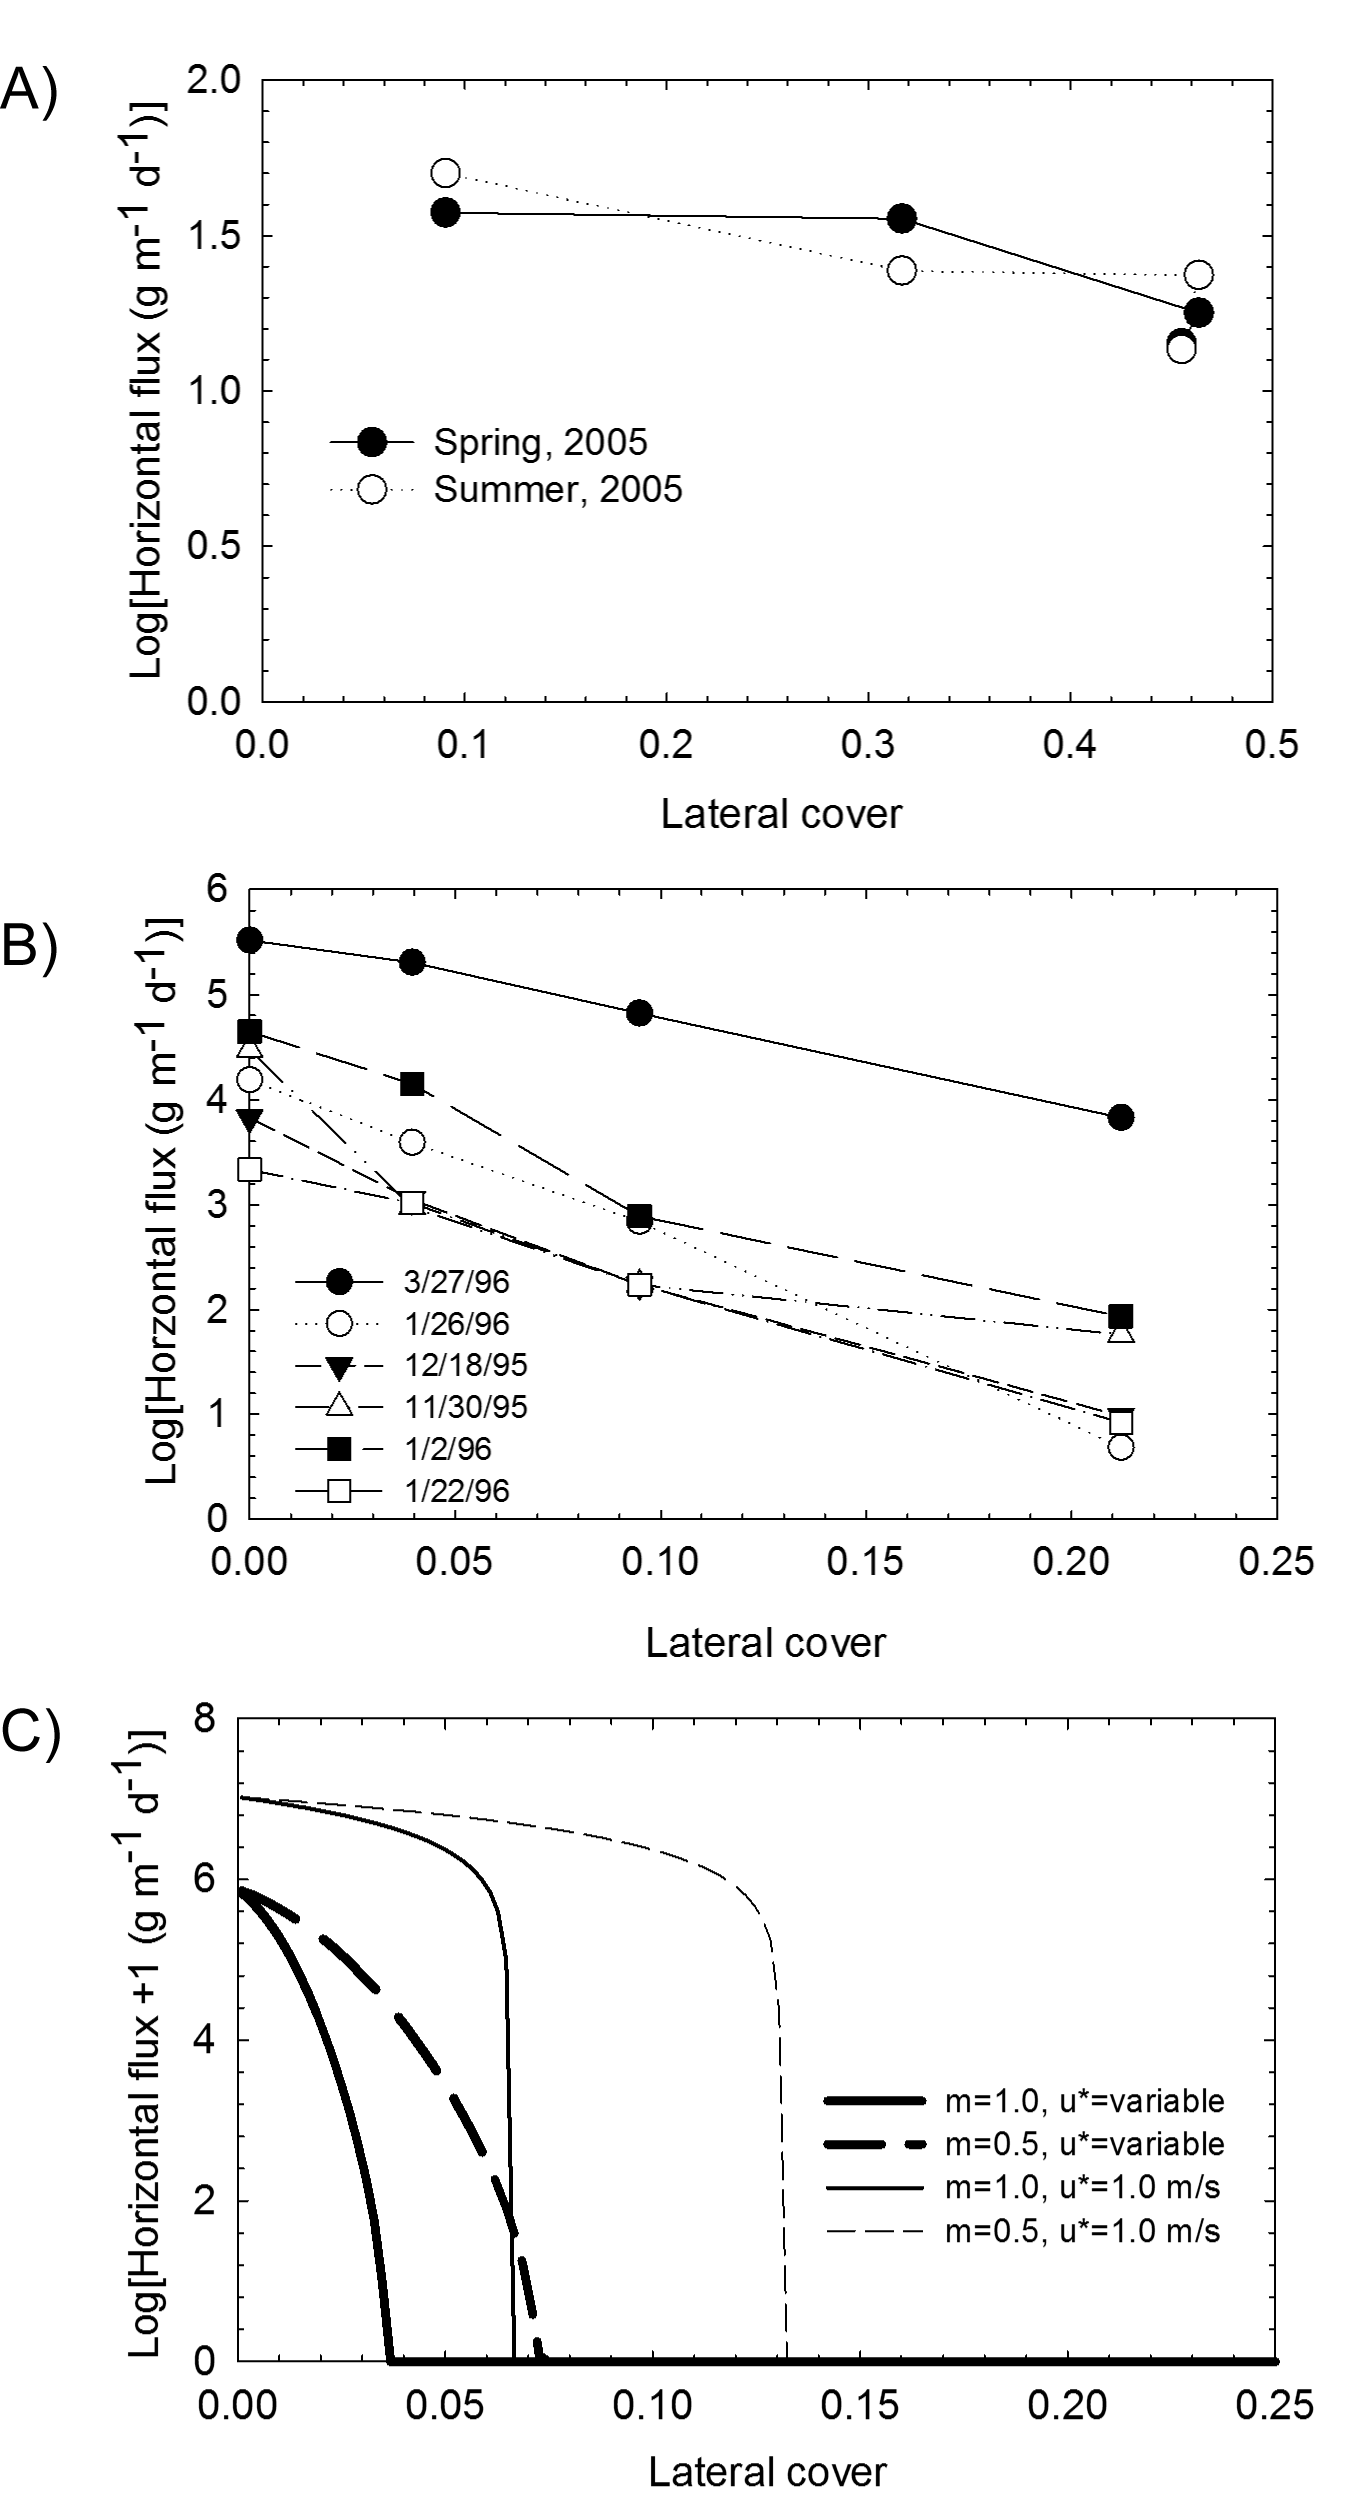 A)
Log[Horizontal flux (g m-1 d-1)]
2.0
1.5
1.0
0.5
0.0
Spring, 2005
Summer, 2005
0.0 0.1 0.2 0.3 0.4 0.5
Lateral cover
B)
Log[Horzontal flux (g m-1 d-1)]
6
5
4
3
2
1
0
3/27/96
1/26/96
12/18/95
11/30/95
1/2/96
1/22/96
0.00 0.05 0.10 0.15 0.20 0.25
Lateral cover
C)
Log[Horizontal flux +1 (g m-1 d-1)]
8
6
4
2
0
m=1.0, u*=variable
m=0.5, u*=variable
m=1.0, u*=1.0 m/s
m=0.5, u*=1.0 m/s
0.00 0.05 0.10 0.15 0.20 0.25
Lateral cover